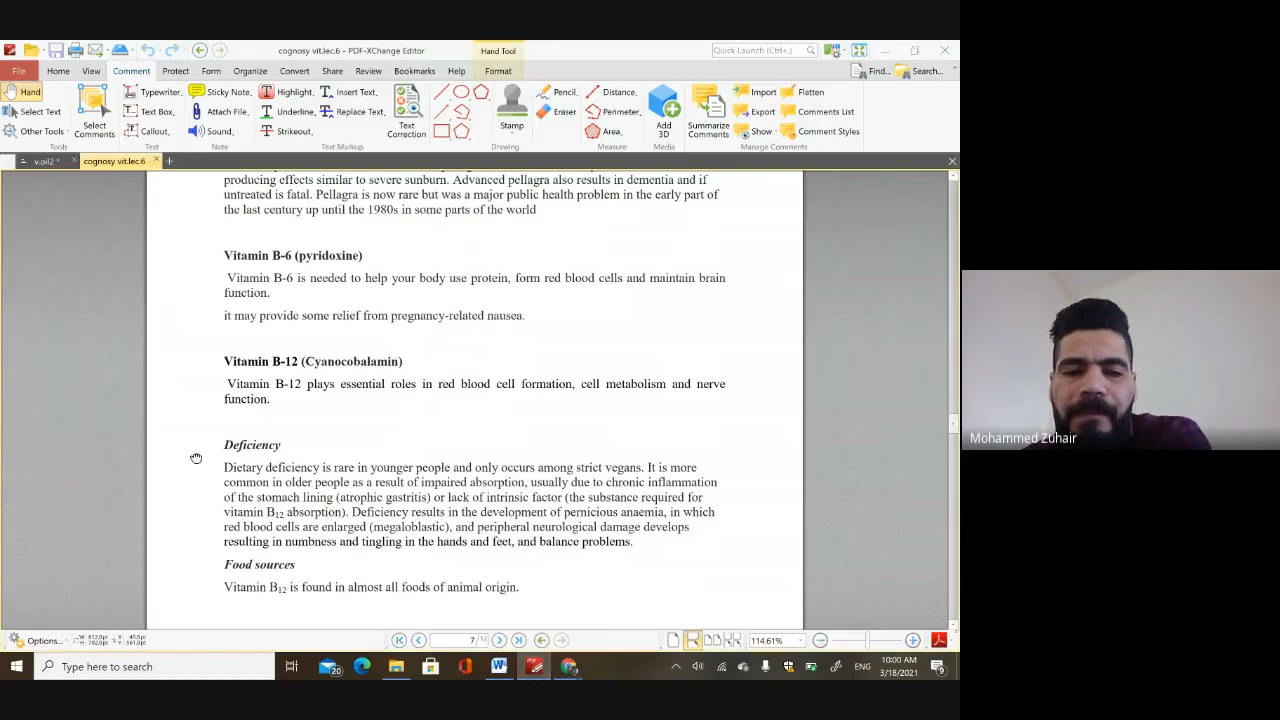 cognosy vit.lec.6 - PDF-XChange Editor
Hand Tool
Quick Launch (Ctrl+.)
File Home View Comment Protect Form Organize Convert Share Review Bookmarks Help Format Find... Search...
Hand
Select Text
Other Tools
Tools
Select Comments
Typewriter
Text Box
Callout
Text
Sticky Note
Attach File
Sound
Note
Highlight
Underline
Strikeout
Insert Text
Replace Text
Text Markup
Text Correction
Stamp
Drawing
Pencil
Eraser
Distance
Perimeter
Area
Measure
Add 3D
Media
Summarize Comments
Import
Export
Show
Flatten
Comments List
Comment Styles
Manage Comments
v.oil2 * cognosy vit.lec.6
producing effects similar to severe sunburn. Advanced pellagra also results in dementia and if
untreated is fatal. Pellagra is now rare but was a major public health problem in the early part of
the last century up until the 1980s in some parts of the world
Vitamin B-6 (pyridoxine)
Vitamin B-6 is needed to help your body use protein, form red blood cells and maintain brain
function.
it may provide some relief from pregnancy-related nausea.
Vitamin B-12 (Cyanocobalamin)
Vitamin B-12 plays essential roles in red blood cell formation, cell metabolism and nerve
function.
Deficiency
Dietary deficiency is rare in younger people and only occurs among strict vegans. It is more
common in older people as a result of impaired absorption, usually due to chronic inflammation
of the stomach lining (atrophic gastritis) or lack of intrinsic factor (the substance required for
vitamin B12 absorption). Deficiency results in the development of pernicious anaemia, in which
red blood cells are enlarged (megaloblastic), and peripheral neurological damage develops
resulting in numbness and tingling in the hands and feet, and balance problems.
Food sources
Vitamin B12 is found in almost all foods of animal origin.
Mohammed Zuhair
Options...
7 / 12
114.61%
Type here to search
20
ENG
10:00 AM
3/18/2021
9